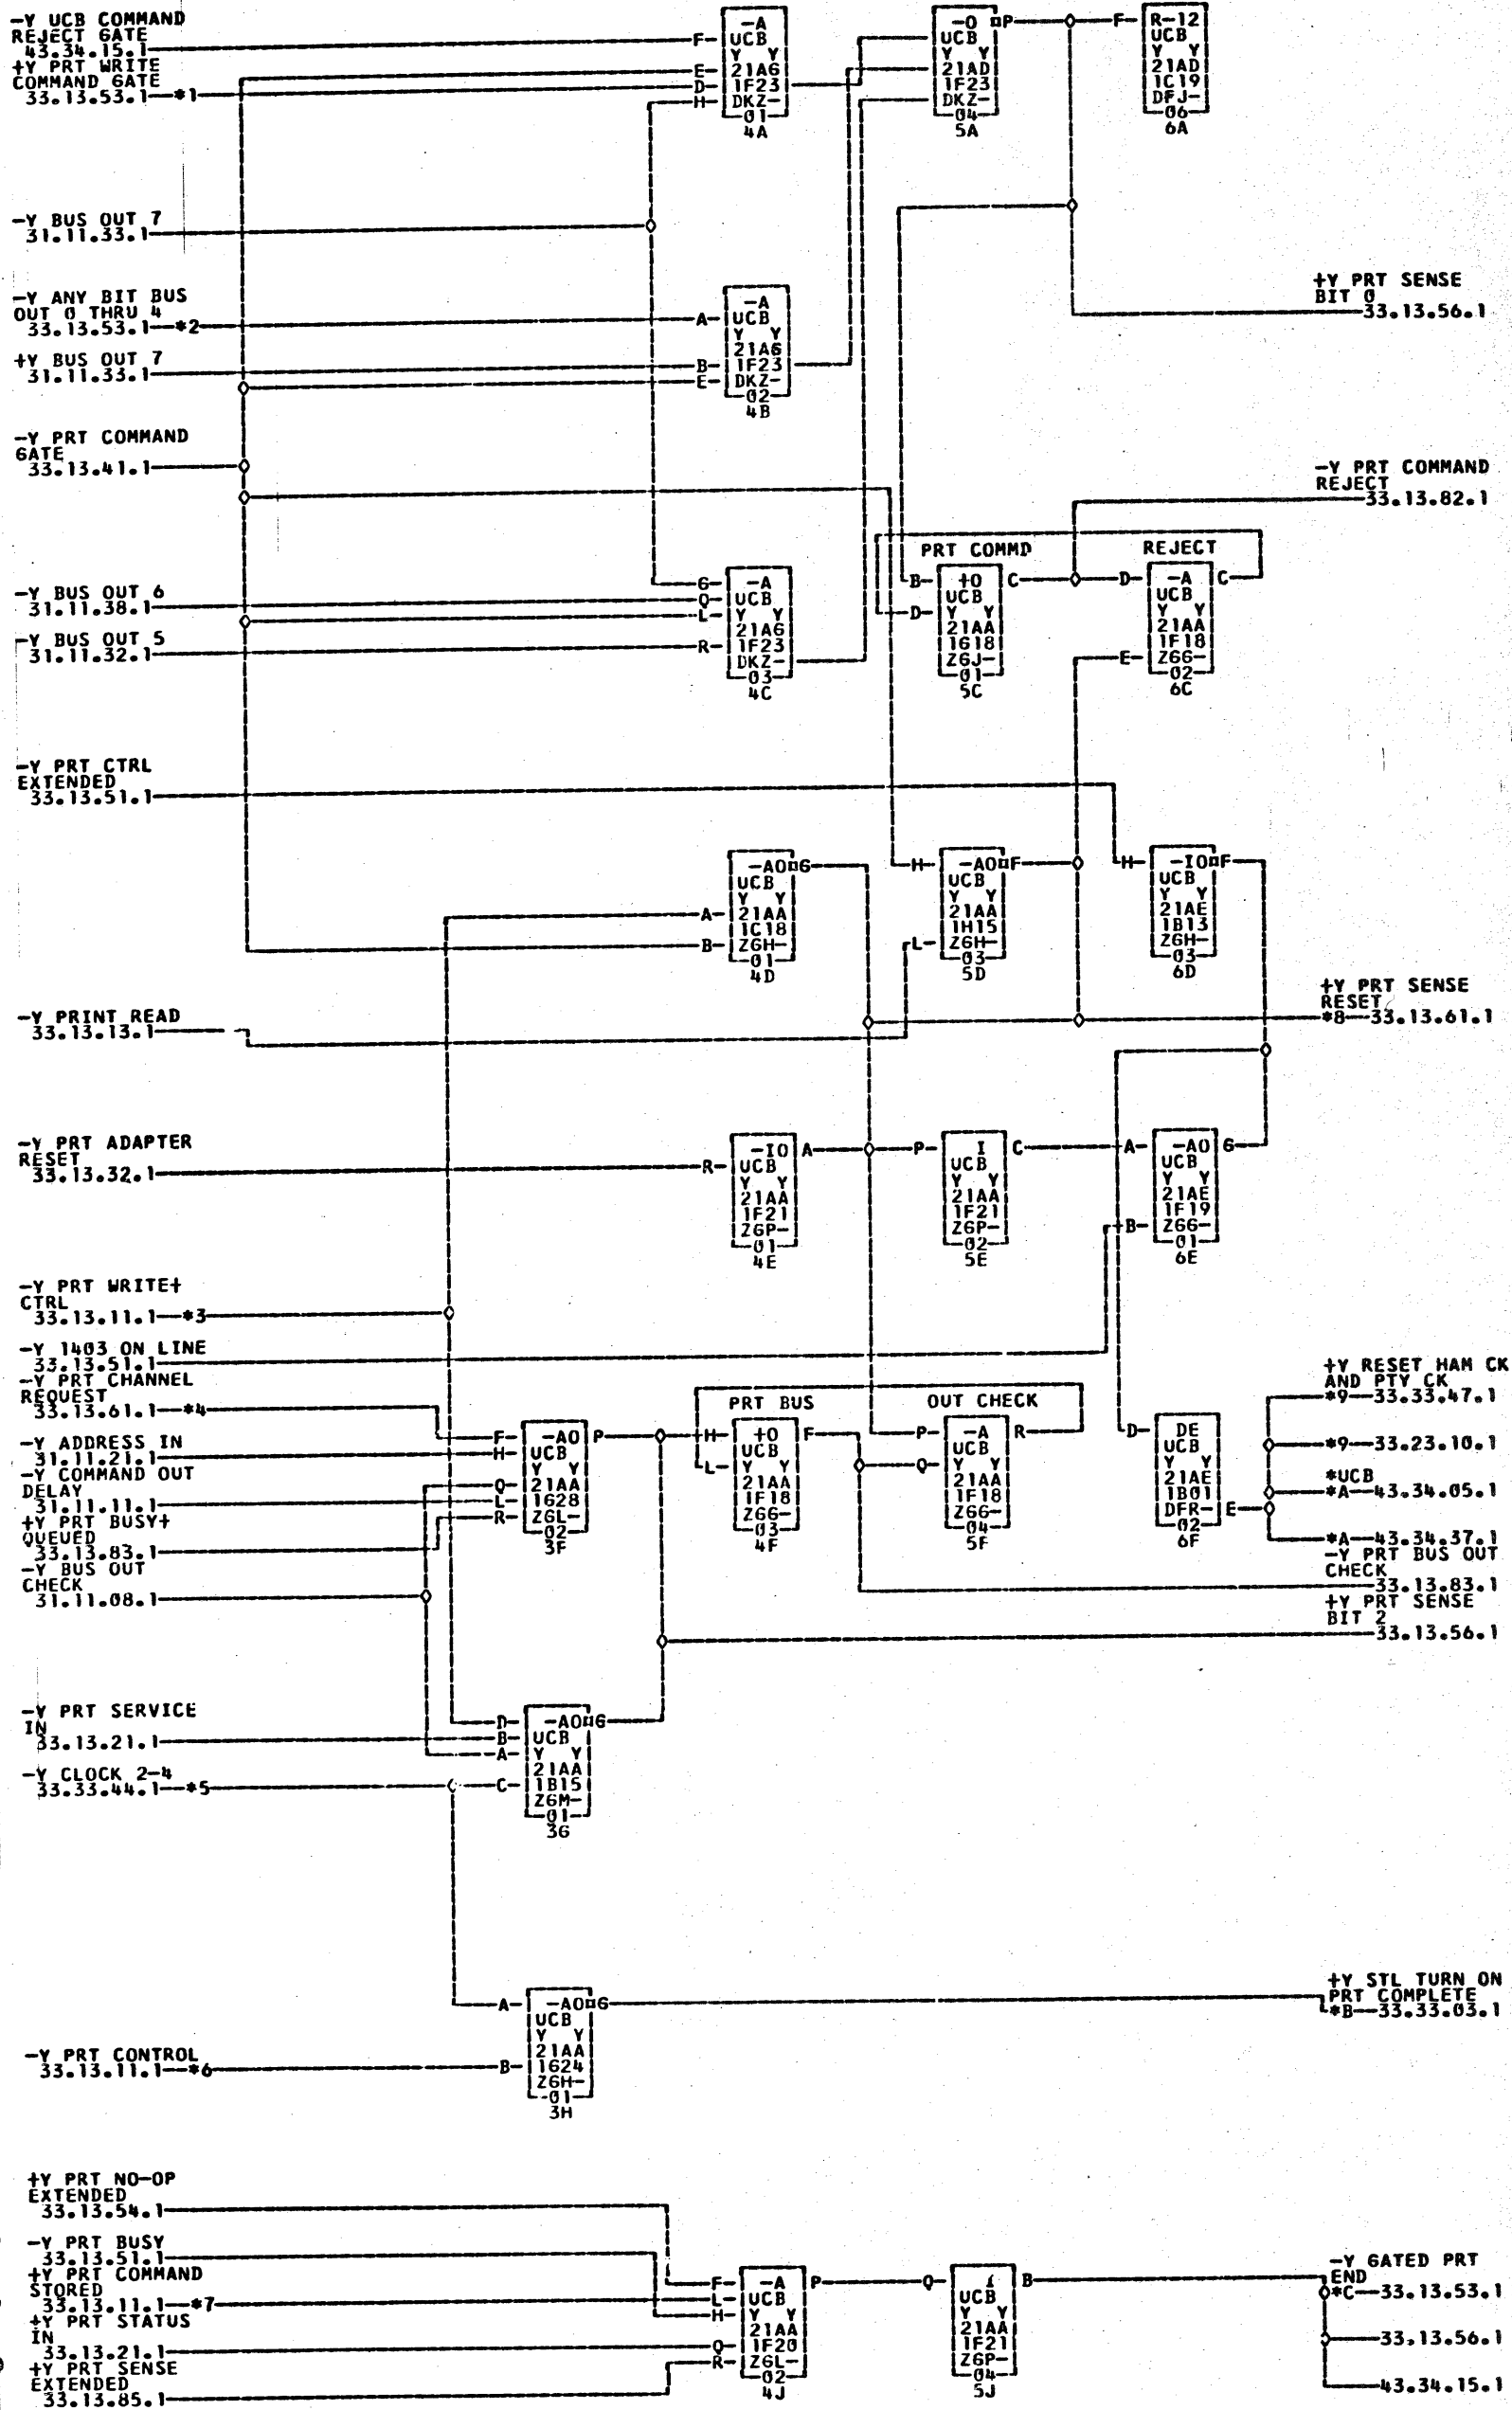 -Y UCB COMMAND
REJECT GATE
43.34.15.1
+Y PRT WRITE
COMMAND GATE
33.13.53.1—*1
-Y BUS OUT 7
31.11.33.1
-Y ANY BIT BUS
OUT 0 THRU 4
33.13.53.1—*2
+Y BUS OUT 7
31.11.33.1
-Y PRT COMMAND
GATE
33.13.41.1
-Y BUS OUT 6
31.11.38.1
-Y BUS OUT 5
31.11.32.1
-Y PRT CTRL
EXTENDED
33.13.51.1
-Y PRINT READ
33.13.13.1
-Y PRT ADAPTER
RESET
33.13.32.1
-Y PRT WRITE+
CTRL
33.13.11.1—*3
-Y 1403 ON LINE
33.13.51.1
-Y PRT CHANNEL
REQUEST
33.13.61.1—*4
-Y ADDRESS IN
31.11.21.1
-Y COMMAND OUT
DELAY
31.11.11.1
+Y PRT BUSY+
QUEUED
33.13.83.1
-Y BUS OUT
CHECK
31.11.08.1
-Y PRT SERVICE
IN
33.13.21.1
-Y CLOCK 2-4
33.33.44.1—*5
-Y PRT CONTROL
33.13.11.1—*6
+Y PRT NO-OP
EXTENDED
33.13.54.1
-Y PRT BUSY
33.13.51.1
+Y PRT COMMAND
STORED
33.13.11.1—*7
+Y PRT STATUS
IN
33.13.21.1
+Y PRT SENSE
EXTENDED
33.13.85.1
F
E
D
H
-A
UCB
Y Y
21A6
1F23
DKZ-
01
4A
-O P
UCB
Y Y
21AD
1F23
DKZ-
04
5A
F
R-12
UCB
Y Y
21AD
1C19
DFJ-
06
6A
A
B
E
-A
UCB
Y Y
21A6
1F23
DKZ-
02
4B
G
Q
L
R
-A
UCB
Y Y
21A6
1F23
DKZ-
03
4C
PRT COMMD
B
D
+O C
UCB
Y Y
21AA
1G18
Z6J-
01
5C
REJECT
D
E
-A C
UCB
Y Y
21AA
1F18
Z66-
02
6C
A
B
-AO G
UCB
Y Y
21AA
1C18
Z6H-
01
4D
H
L
-AO F
UCB
Y Y
21AA
1H15
Z6H-
03
5D
H
-IO F
UCB
Y Y
21AE
1B13
Z6H-
03
6D
R
-IO A
UCB
Y Y
21AA
1F21
Z6P-
01
4E
P
I C
UCB
Y Y
21AA
1F21
Z6P-
02
5E
A
B
-AO G
UCB
Y Y
21AE
1F19
Z66-
01
6E
F
H
Q
L
R
-AO P
UCB
Y Y
21AA
1G28
Z6L-
02
3F
PRT BUS
H
L
+O F
UCB
Y Y
21AA
1F18
Z66-
03
4F
OUT CHECK
P
Q
-A R
UCB
Y Y
21AA
1F18
Z66-
04
5F
D
DE
UCB
Y Y
21AE
1B01
DFR- E
02
6F
D
B
A
C
-AO G
UCB
Y Y
21AA
1B15
Z6M-
01
3G
A
B
-AO G
UCB
Y Y
21AA
1G24
Z6H-
01
3H
F
L
H
Q
R
-A P
UCB
Y Y
21AA
1F20
Z6L-
02
4J
Q
I B
UCB
Y Y
21AA
1F21
Z6P-
04
5J
+Y PRT SENSE
BIT 0
33.13.56.1
-Y PRT COMMAND
REJECT
33.13.82.1
+Y PRT SENSE
RESET
*8—33.13.61.1
+Y RESET HAM CK
AND PTY CK
*9—33.33.47.1
*9—33.23.10.1
*UCB
*A—43.34.05.1
*A—43.34.37.1
-Y PRT BUS OUT
CHECK
33.13.83.1
+Y PRT SENSE
BIT 2
33.13.56.1
+Y STL TURN ON
PRT COMPLETE
*B—33.33.03.1
-Y GATED PRT
END
*C—33.13.53.1
33.13.56.1
43.34.15.1